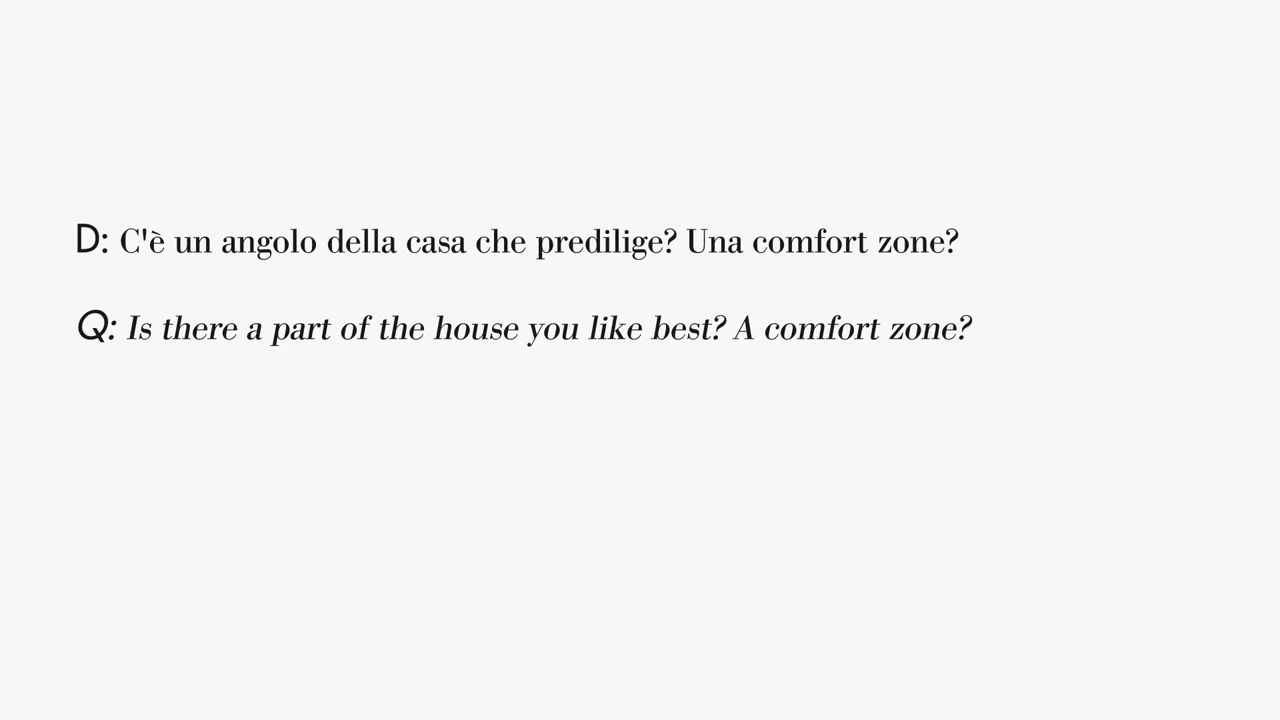 D: C'è un angolo della casa che predilige? Una comfort zone?
Q: Is there a part of the house you like best? A comfort zone?